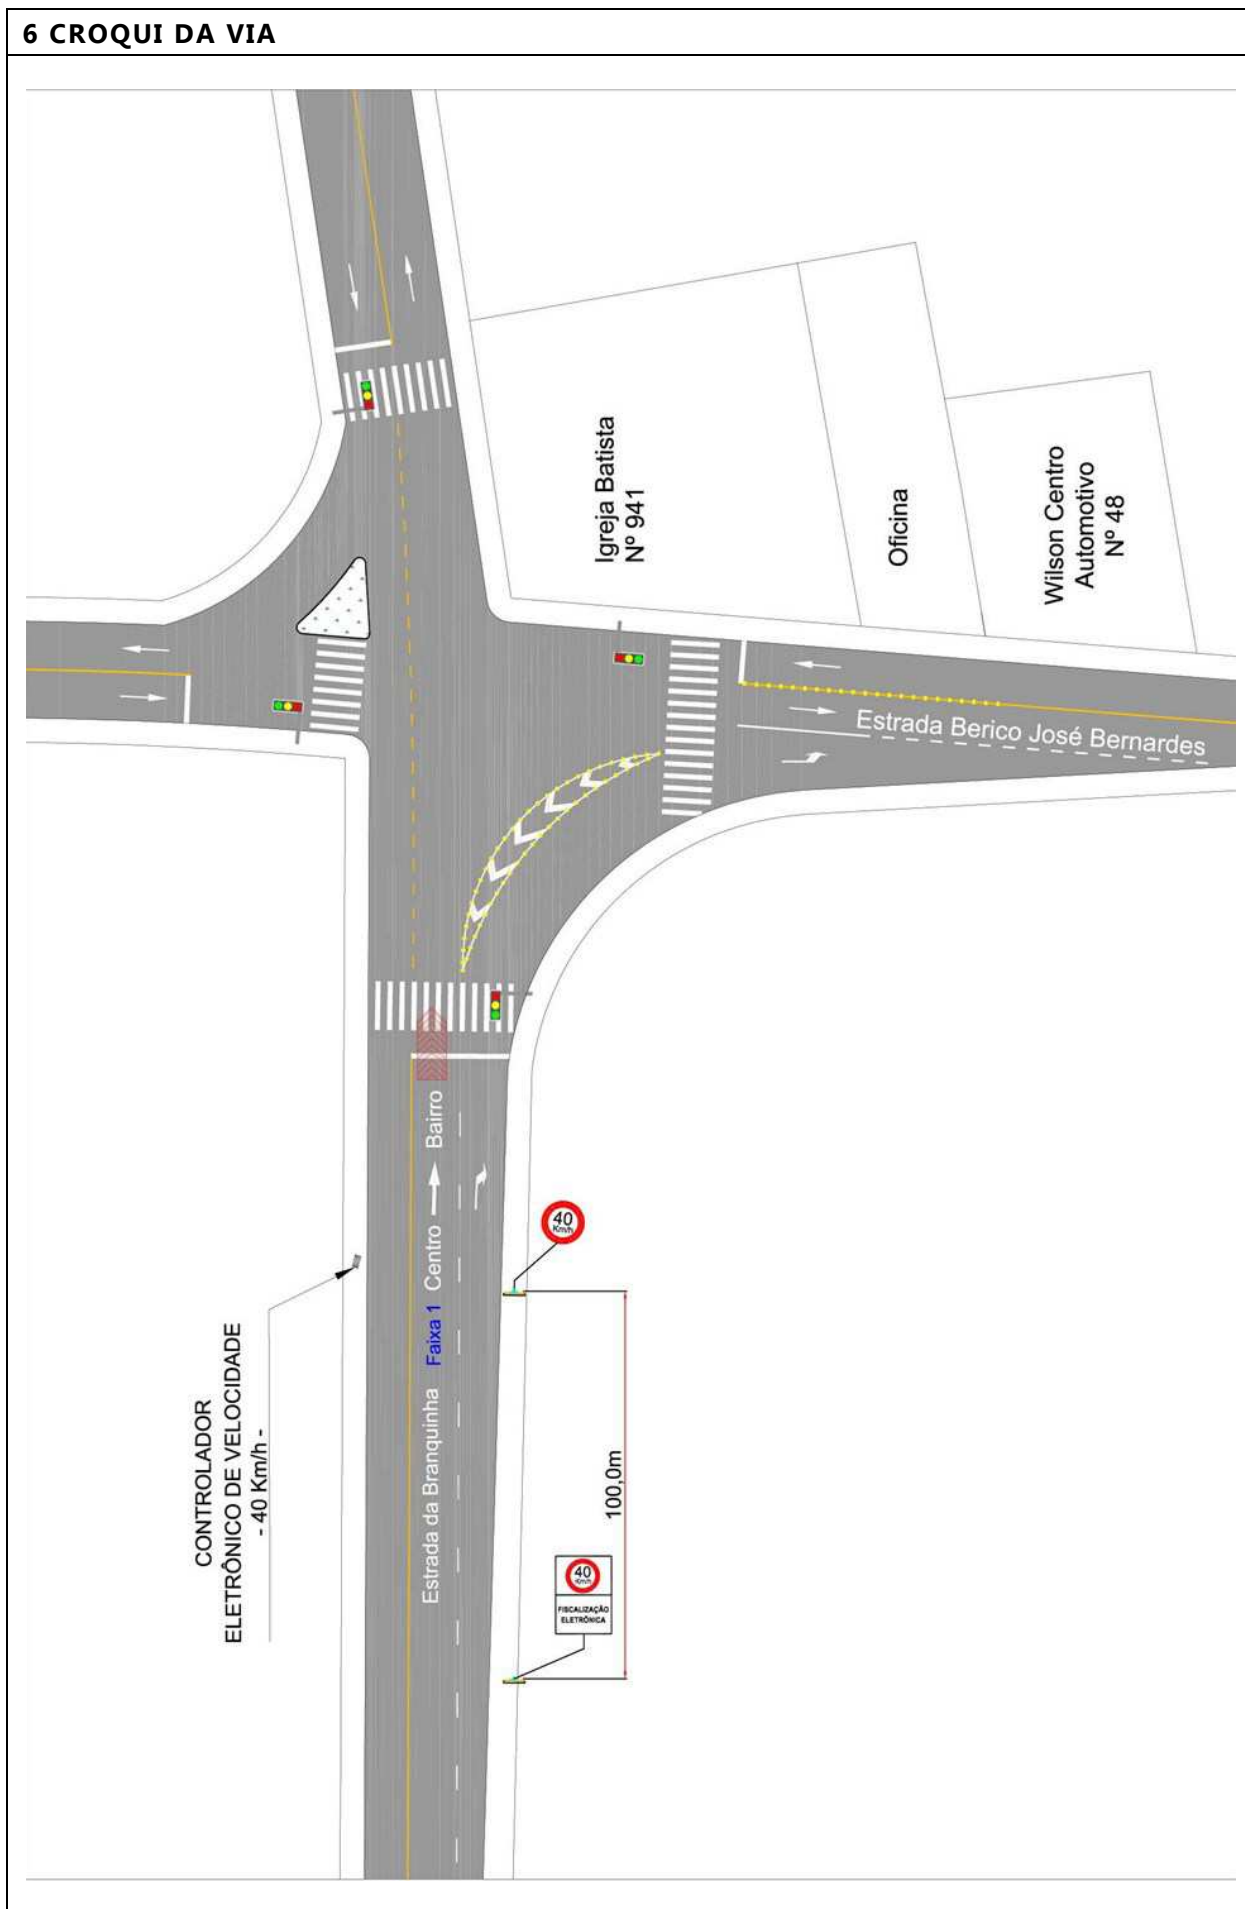 6 CROQUI DA VIA
Igreja Batista
Nº 941
Oficina
Wilson Centro
Automotivo
Nº 48
Estrada Berico José Bernardes
Estrada da Branquinha Faixa 1 Centro Bairro
40
Km/h
CONTROLADOR
ELETRÔNICO DE VELOCIDADE
- 40 Km/h -
100,0m
40
Km/h
FISCALIZAÇÃO
ELETRÔNICA